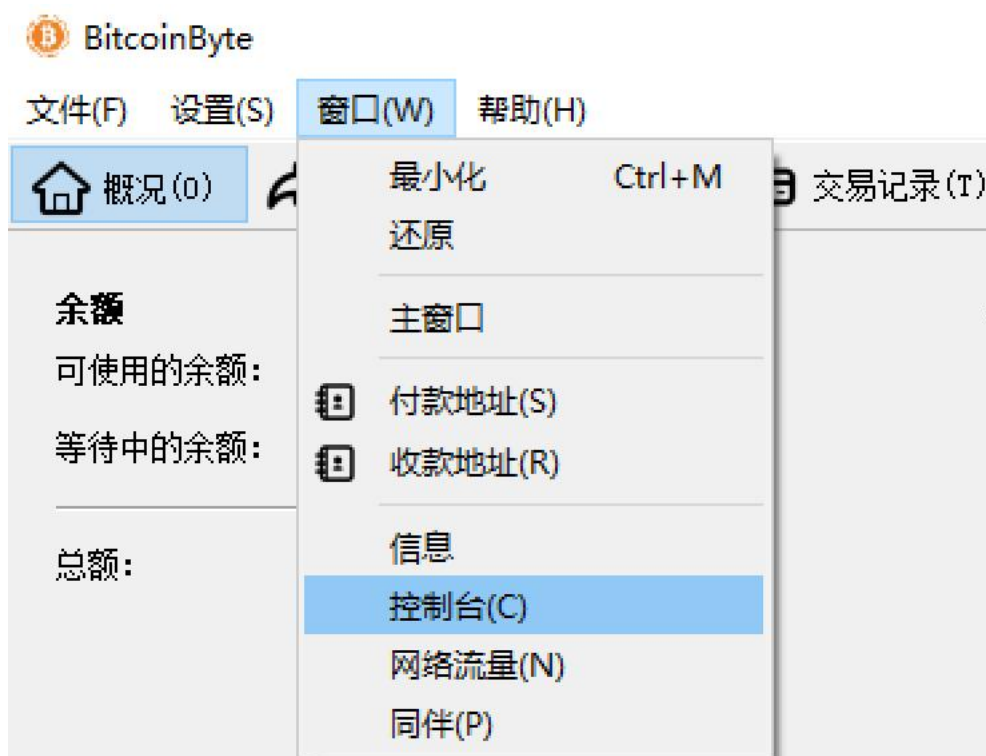 BitcoinByte
文件(F) 设置(S) 窗口(W) 帮助(H)
概况(O) 交易记录(T)
最小化 Ctrl+M
还原
主窗口
付款地址(S)
收款地址(R)
信息
控制台(C)
网络流量(N)
同伴(P)
余额
可使用的余额:
等待中的余额:
总额: